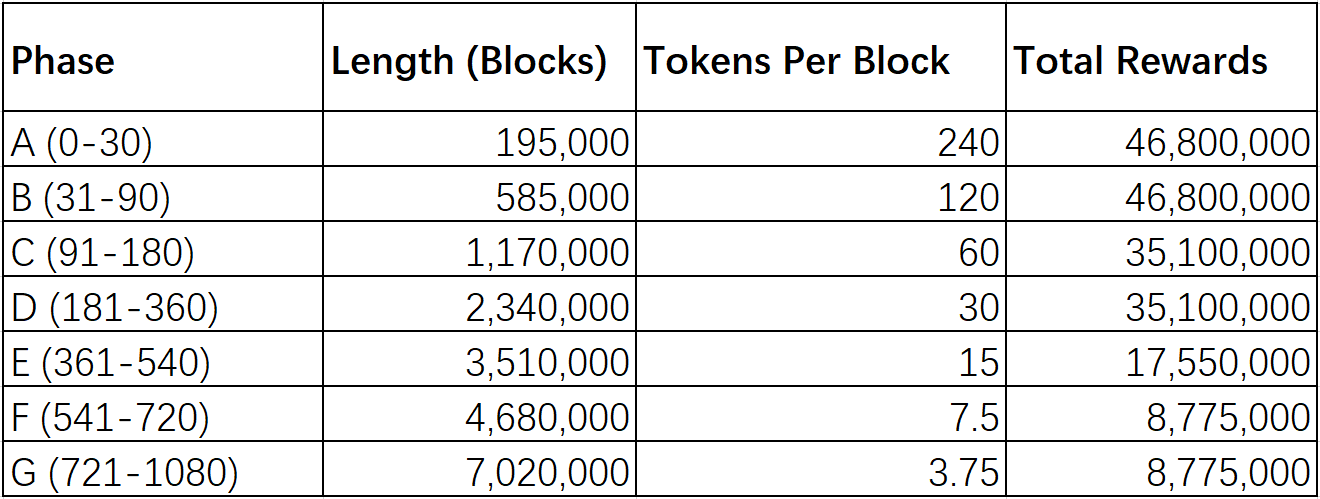 Phase Length (Blocks) Tokens Per Block Total Rewards
A (0-30) 195,000 240 46,800,000
B (31-90) 585,000 120 46,800,000
C (91-180) 1,170,000 60 35,100,000
D (181-360) 2,340,000 30 35,100,000
E (361-540) 3,510,000 15 17,550,000
F (541-720) 4,680,000 7.5 8,775,000
G (721-1080) 7,020,000 3.75 8,775,000